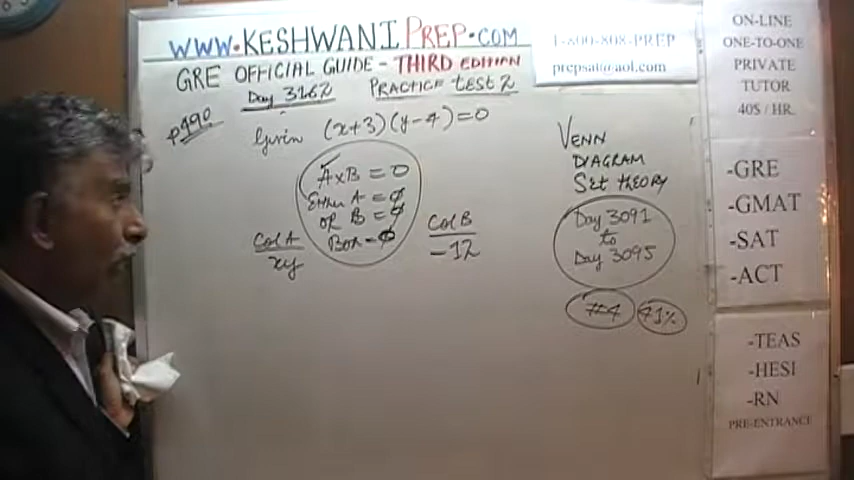 WWW.KESHWANIPREP.COM
GRE OFFICIAL GUIDE - THIRD EDITION
Day 3162 PRACTICE test 2
P490
Given (x+3)(y-4)=0
A x B = 0
Either A = 0
OR B = 0
Both = 0
Col A
xy
Col B
-12
VENN
DIAGRAM
Set theory
Day 3091
to
Day 3095
#4 41%
1-800-808-PREP
prepsat@aol.com
ON-LINE
ONE-TO-ONE
PRIVATE
TUTOR
40$ / HR.
-GRE
-GMAT
-SAT
-ACT
-TEAS
-HESI
-RN
PRE-ENTRANCE